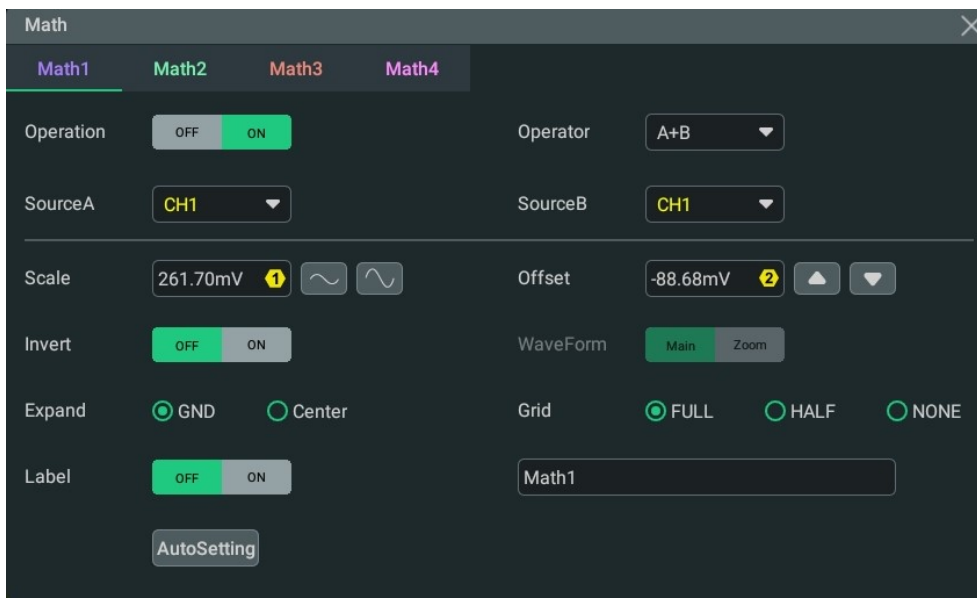 Math
Math1 Math2 Math3 Math4
Operation OFF ON Operator A+B
SourceA CH1 SourceB CH1
Scale 261.70mV 1 Offset -88.68mV 2
Invert OFF ON WaveForm Main Zoom
Expand GND Center Grid FULL HALF NONE
Label OFF ON Math1
AutoSetting